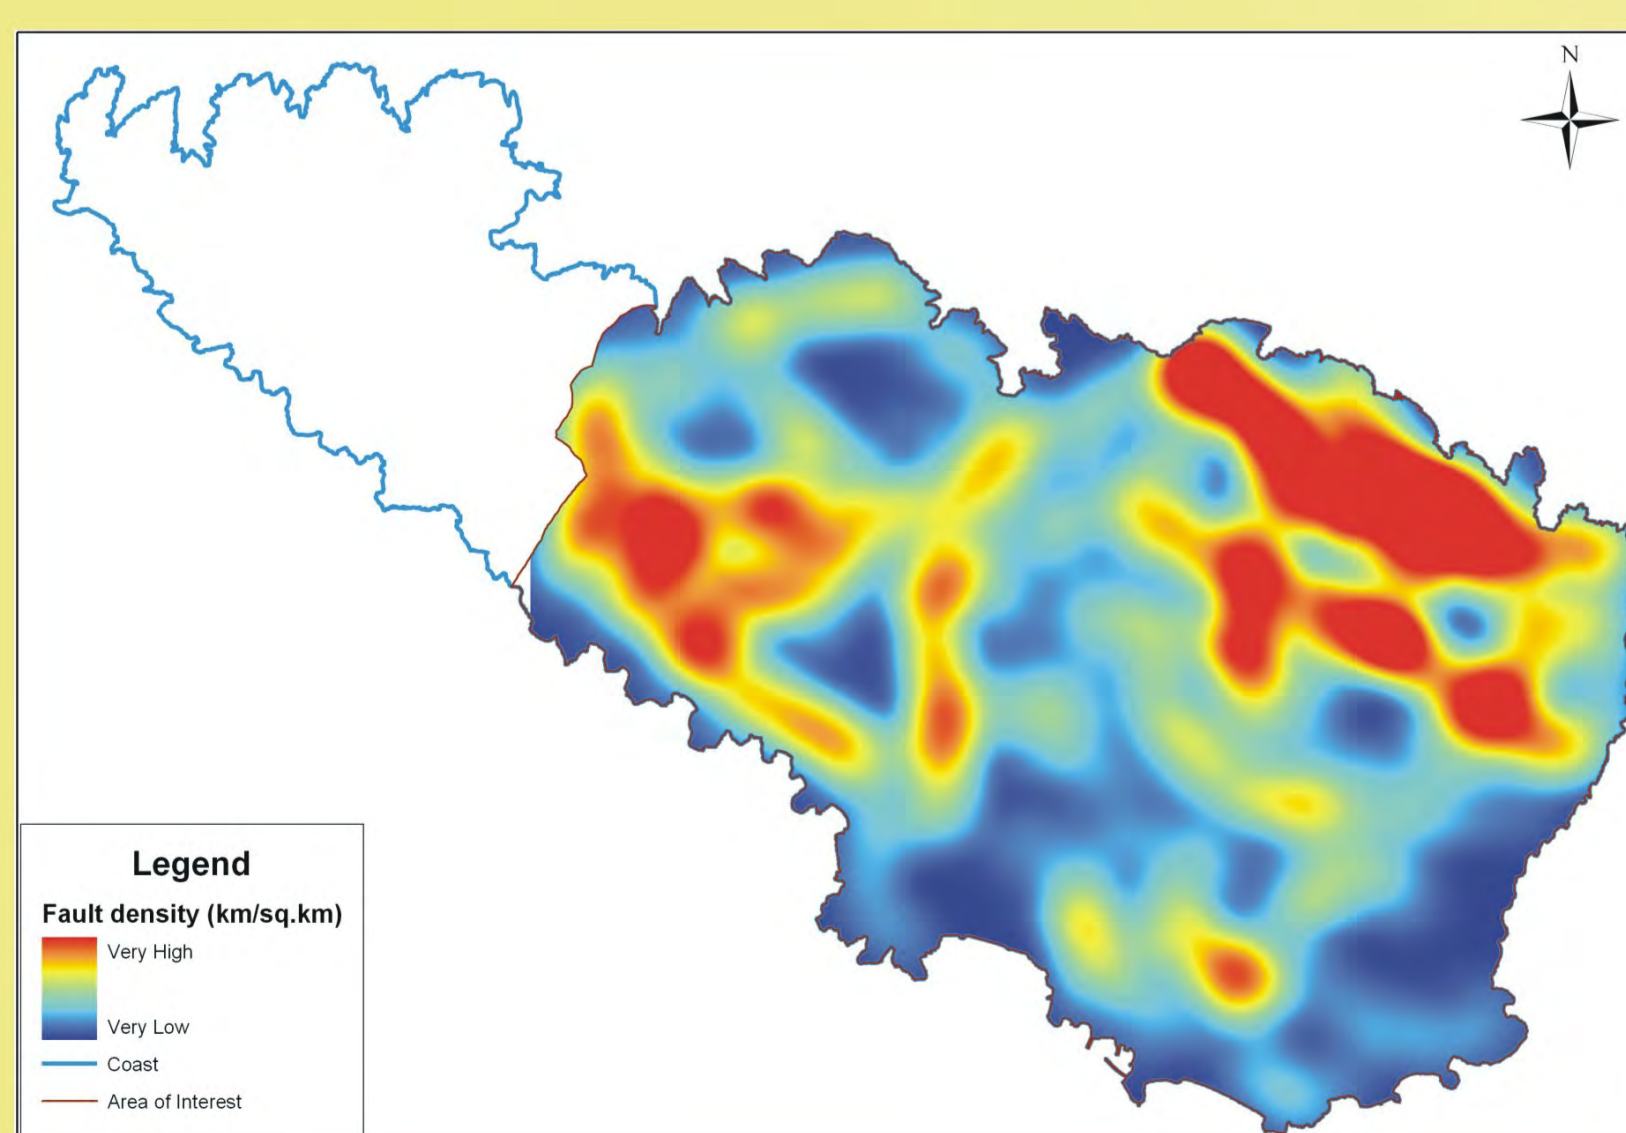 N
Legend
Fault density (km/sq.km)
Very High
Very Low
Coast
Area of Interest